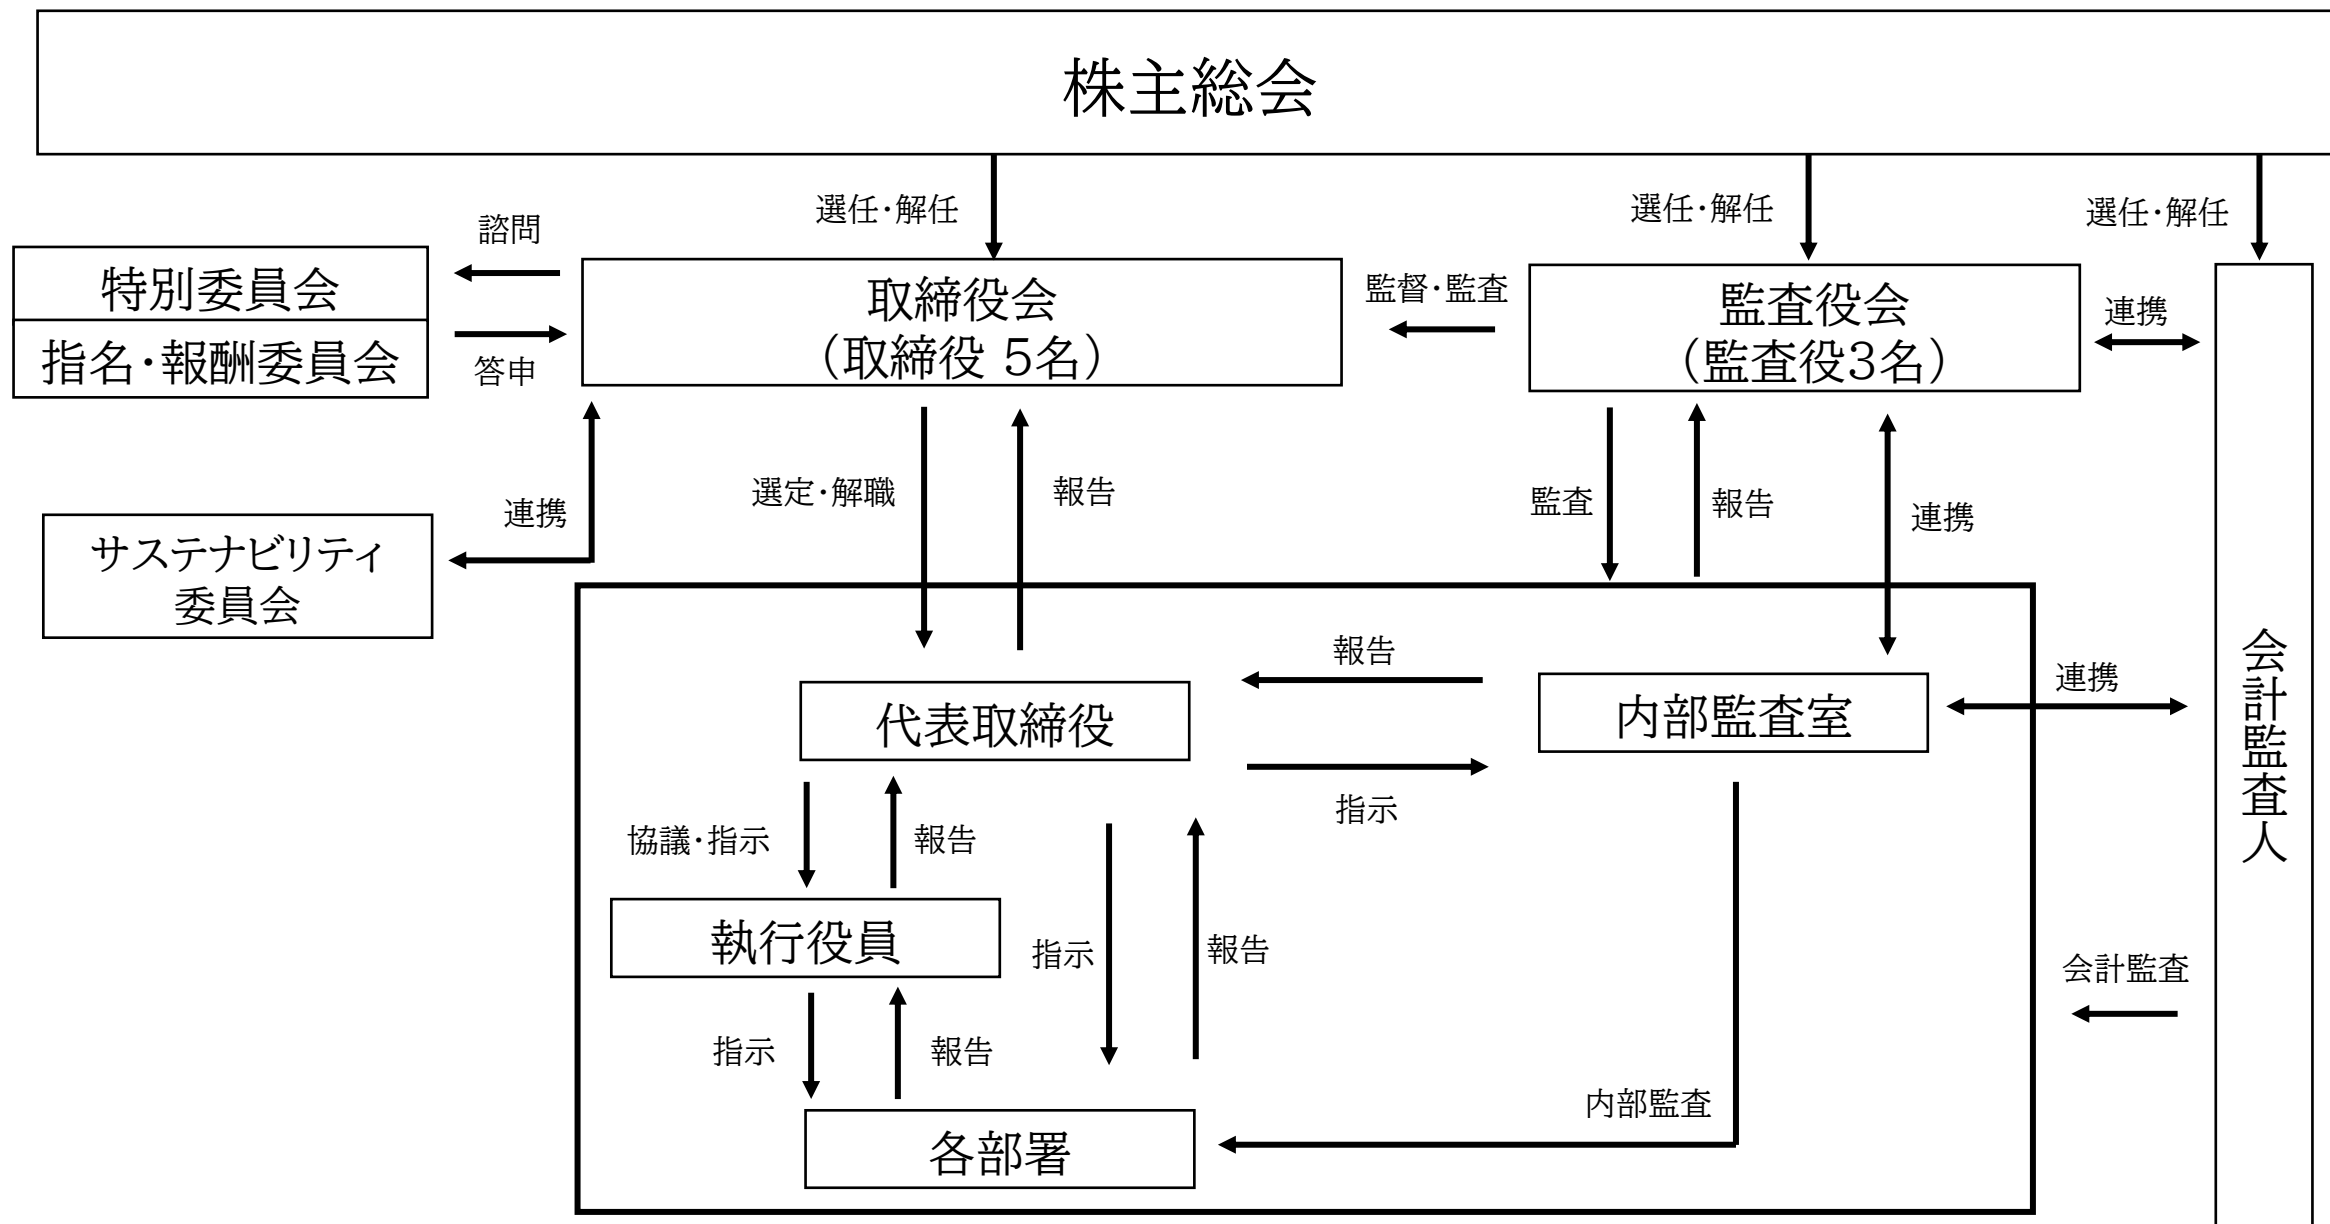 株主総会
選任・解任
選任・解任
選任・解任
諮問
特別委員会
指名・報酬委員会
答申
取締役会
（取締役 5名）
監督・監査
監査役会
（監査役3名）
連携
連携
選定・解職
報告
監査
報告
連携
サステナビリティ
委員会
報告
代表取締役
内部監査室
連携
会計監査人
指示
協議・指示
報告
執行役員
指示
報告
会計監査
指示
報告
内部監査
各部署